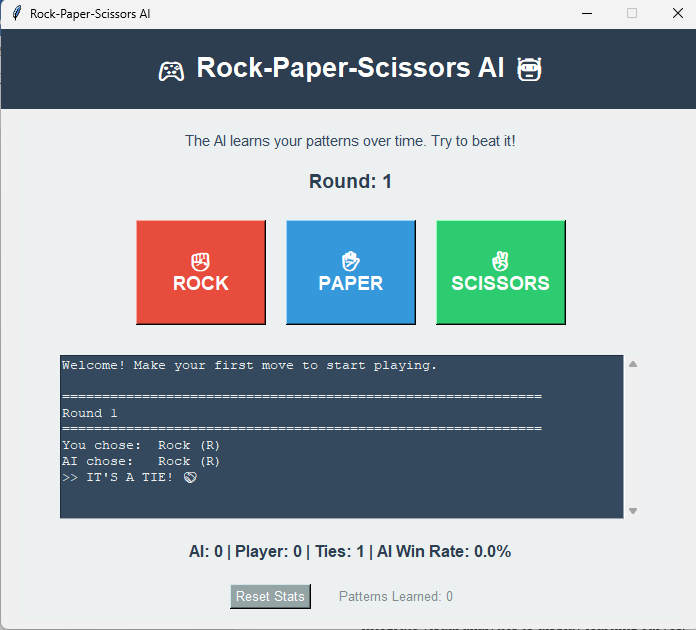 Rock-Paper-Scissors AI
🎮 Rock-Paper-Scissors AI 🤖
The AI learns your patterns over time. Try to beat it!
Round: 1
✊ ROCK
✋ PAPER
✌ SCISSORS
Welcome! Make your first move to start playing.
============================================================
Round 1
============================================================
You chose:  Rock (R)
AI chose:   Rock (R)
>> IT'S A TIE! 🤝
AI: 0 | Player: 0 | Ties: 1 | AI Win Rate: 0.0%
Reset Stats
Patterns Learned: 0